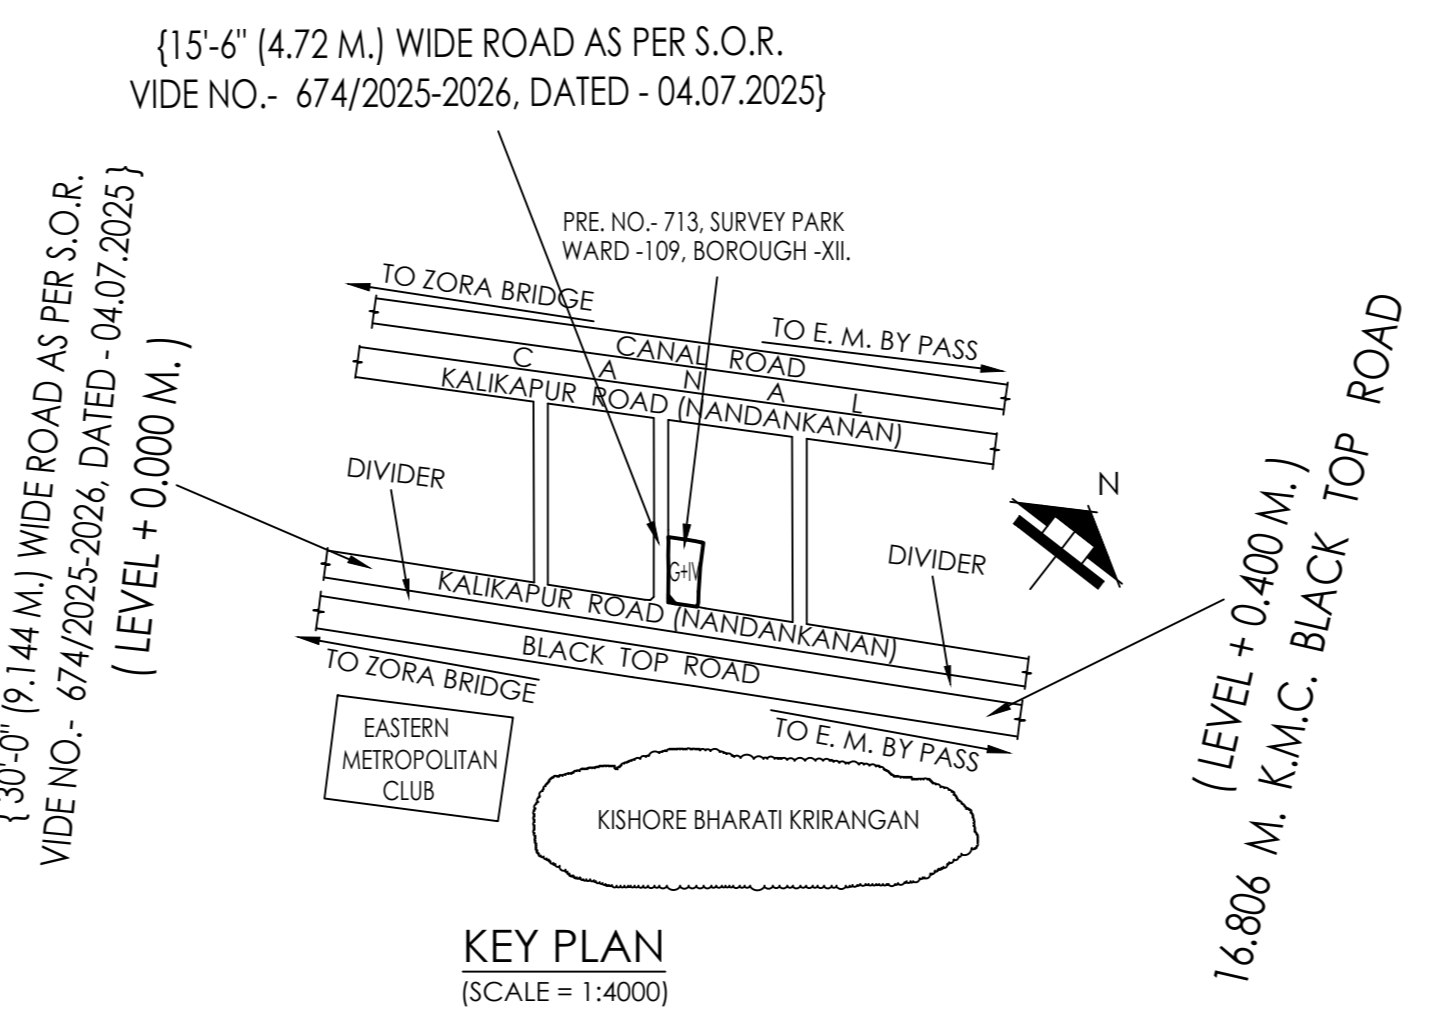 {15'-6" (4.72 M.) WIDE ROAD AS PER S.O.R.
VIDE NO.- 674/2025-2026, DATED - 04.07.2025}
{ 30'-0" (9.144 M.) WIDE ROAD AS PER S.O.R.
VIDE NO.- 674/2025-2026, DATED - 04.07.2025 }
( LEVEL + 0.000 M. )
PRE. NO.- 713, SURVEY PARK
WARD -109, BOROUGH -XII.
TO ZORA BRIDGE
TO E. M. BY PASS
CANAL ROAD
C A N A L
KALIKAPUR ROAD (NANDANKANAN)
DIVIDER
N
G+IV
DIVIDER
KALIKAPUR ROAD (NANDANKANAN)
BLACK TOP ROAD
TO ZORA BRIDGE
TO E. M. BY PASS
EASTERN
METROPOLITAN
CLUB
KISHORE BHARATI KRIRANGAN
( LEVEL + 0.400 M. )
16.806 M. K.M.C. BLACK TOP ROAD
KEY PLAN
(SCALE = 1:4000)